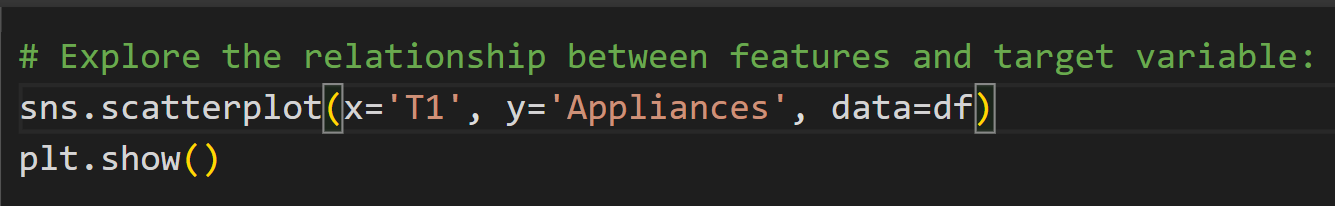 # Explore the relationship between features and target variable:
sns.scatterplot(x='T1', y='Appliances', data=df)
plt.show()